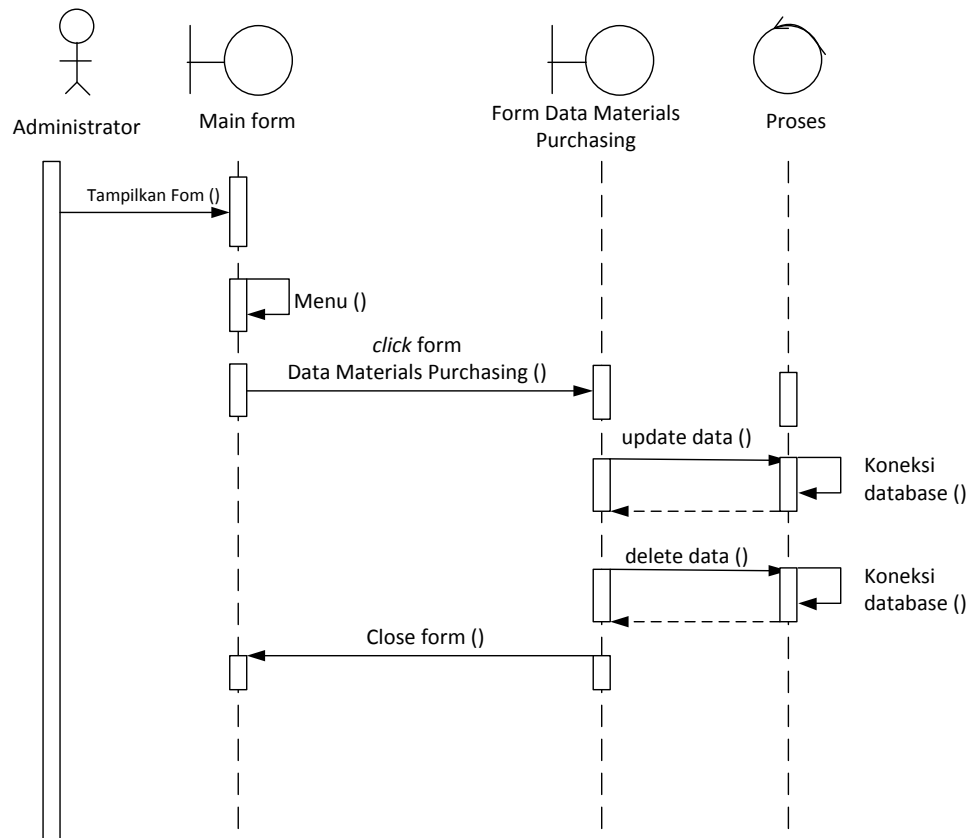 Administrator
Main form
Form Data Materials
Purchasing
Proses
Tampilkan Fom ()
Menu ()
click form
Data Materials Purchasing ()
update data ()
Koneksi
database ()
delete data ()
Koneksi
database ()
Close form ()